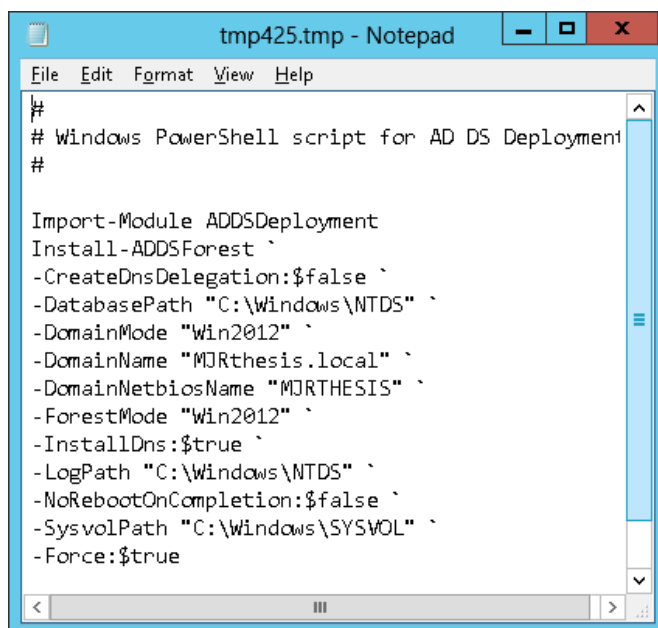 tmp425.tmp - Notepad
File Edit Format View Help
#
# Windows PowerShell script for AD DS Deployment
#
Import-Module ADDSDeployment
Install-ADDSForest `
-CreateDnsDelegation:$false `
-DatabasePath "C:\Windows\NTDS" `
-DomainMode "Win2012" `
-DomainName "MJRthesis.local" `
-DomainNetbiosName "MJRTHESIS" `
-ForestMode "Win2012" `
-InstallDns:$true `
-LogPath "C:\Windows\NTDS" `
-NoRebootOnCompletion:$false `
-SysvolPath "C:\Windows\SYSVOL" `
-Force:$true